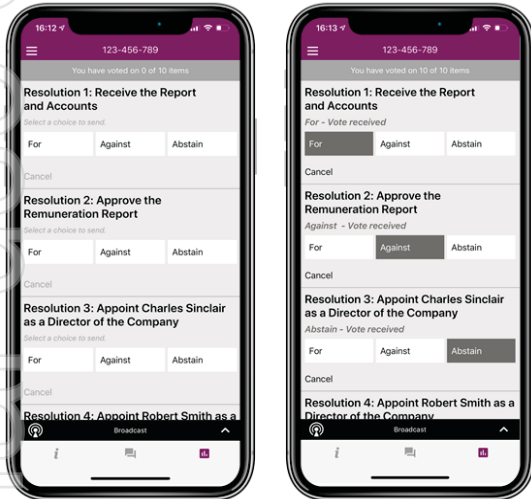 16:12
123-456-789
You have voted on 0 of 10 items
Resolution 1: Receive the Report
and Accounts
Select a choice to send.
For Against Abstain
Cancel
Resolution 2: Approve the
Remuneration Report
Select a choice to send.
For Against Abstain
Cancel
Resolution 3: Appoint Charles Sinclair
as a Director of the Company
Select a choice to send.
For Against Abstain
Cancel
Resolution 4: Appoint Robert Smith as a
Broadcast
i
16:13
123-456-789
You have voted on 10 of 10 items
Resolution 1: Receive the Report
and Accounts
For - Vote received
For Against Abstain
Cancel
Resolution 2: Approve the
Remuneration Report
Against - Vote received
For Against Abstain
Cancel
Resolution 3: Appoint Charles Sinclair
as a Director of the Company
Abstain - Vote received
For Against Abstain
Cancel
Resolution 4: Appoint Robert Smith as a
Director of the Company
Broadcast
i